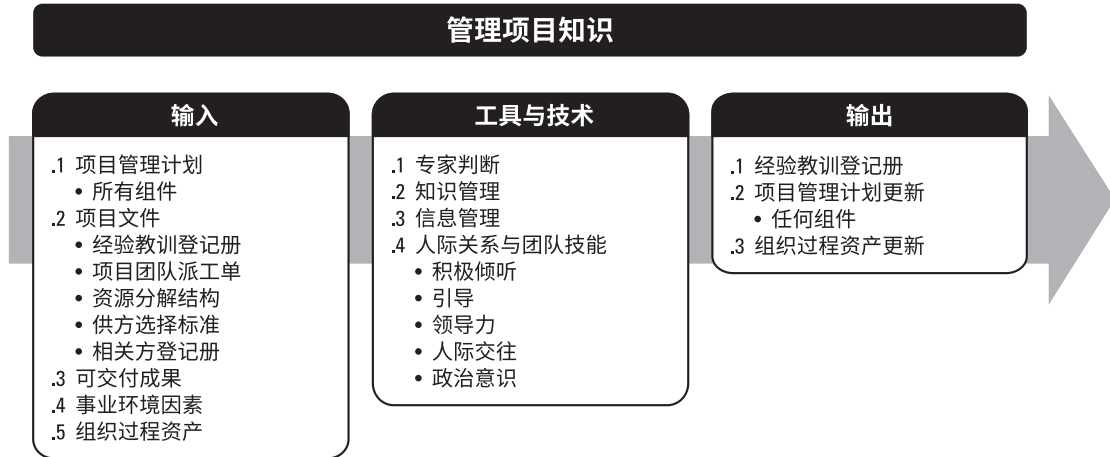 管理项目知识
输入
.1 项目管理计划
• 所有组件
.2 项目文件
• 经验教训登记册
• 项目团队派工单
• 资源分解结构
• 供方选择标准
• 相关方登记册
.3 可交付成果
.4 事业环境因素
.5 组织过程资产
工具与技术
.1 专家判断
.2 知识管理
.3 信息管理
.4 人际关系与团队技能
• 积极倾听
• 引导
• 领导力
• 人际交往
• 政治意识
输出
.1 经验教训登记册
.2 项目管理计划更新
• 任何组件
.3 组织过程资产更新